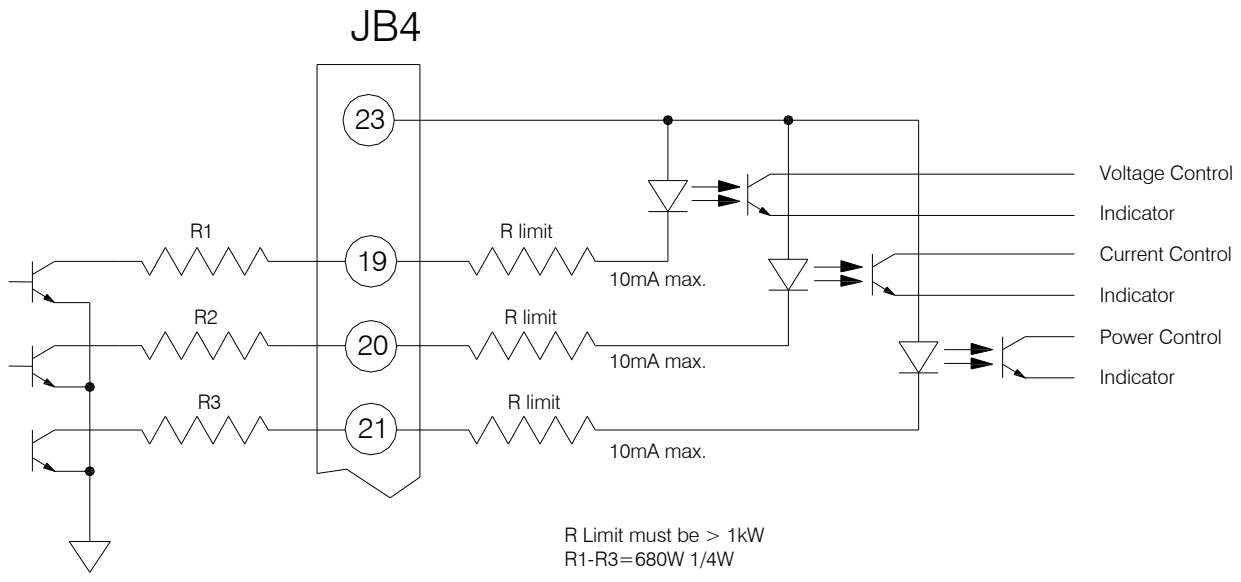 JB4
23
Voltage Control
Indicator
R1
19
R limit
10mA max.
Current Control
Indicator
R2
20
R limit
10mA max.
Power Control
Indicator
R3
21
R limit
10mA max.
R Limit must be > 1kW
R1-R3=680W 1/4W